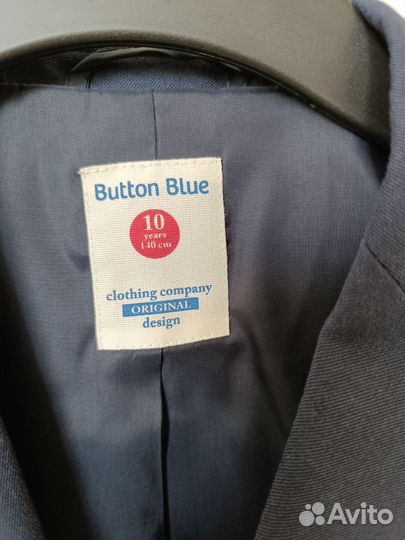 Button Blue
10
years
140 cm
clothing company
ORIGINAL
design
Avito